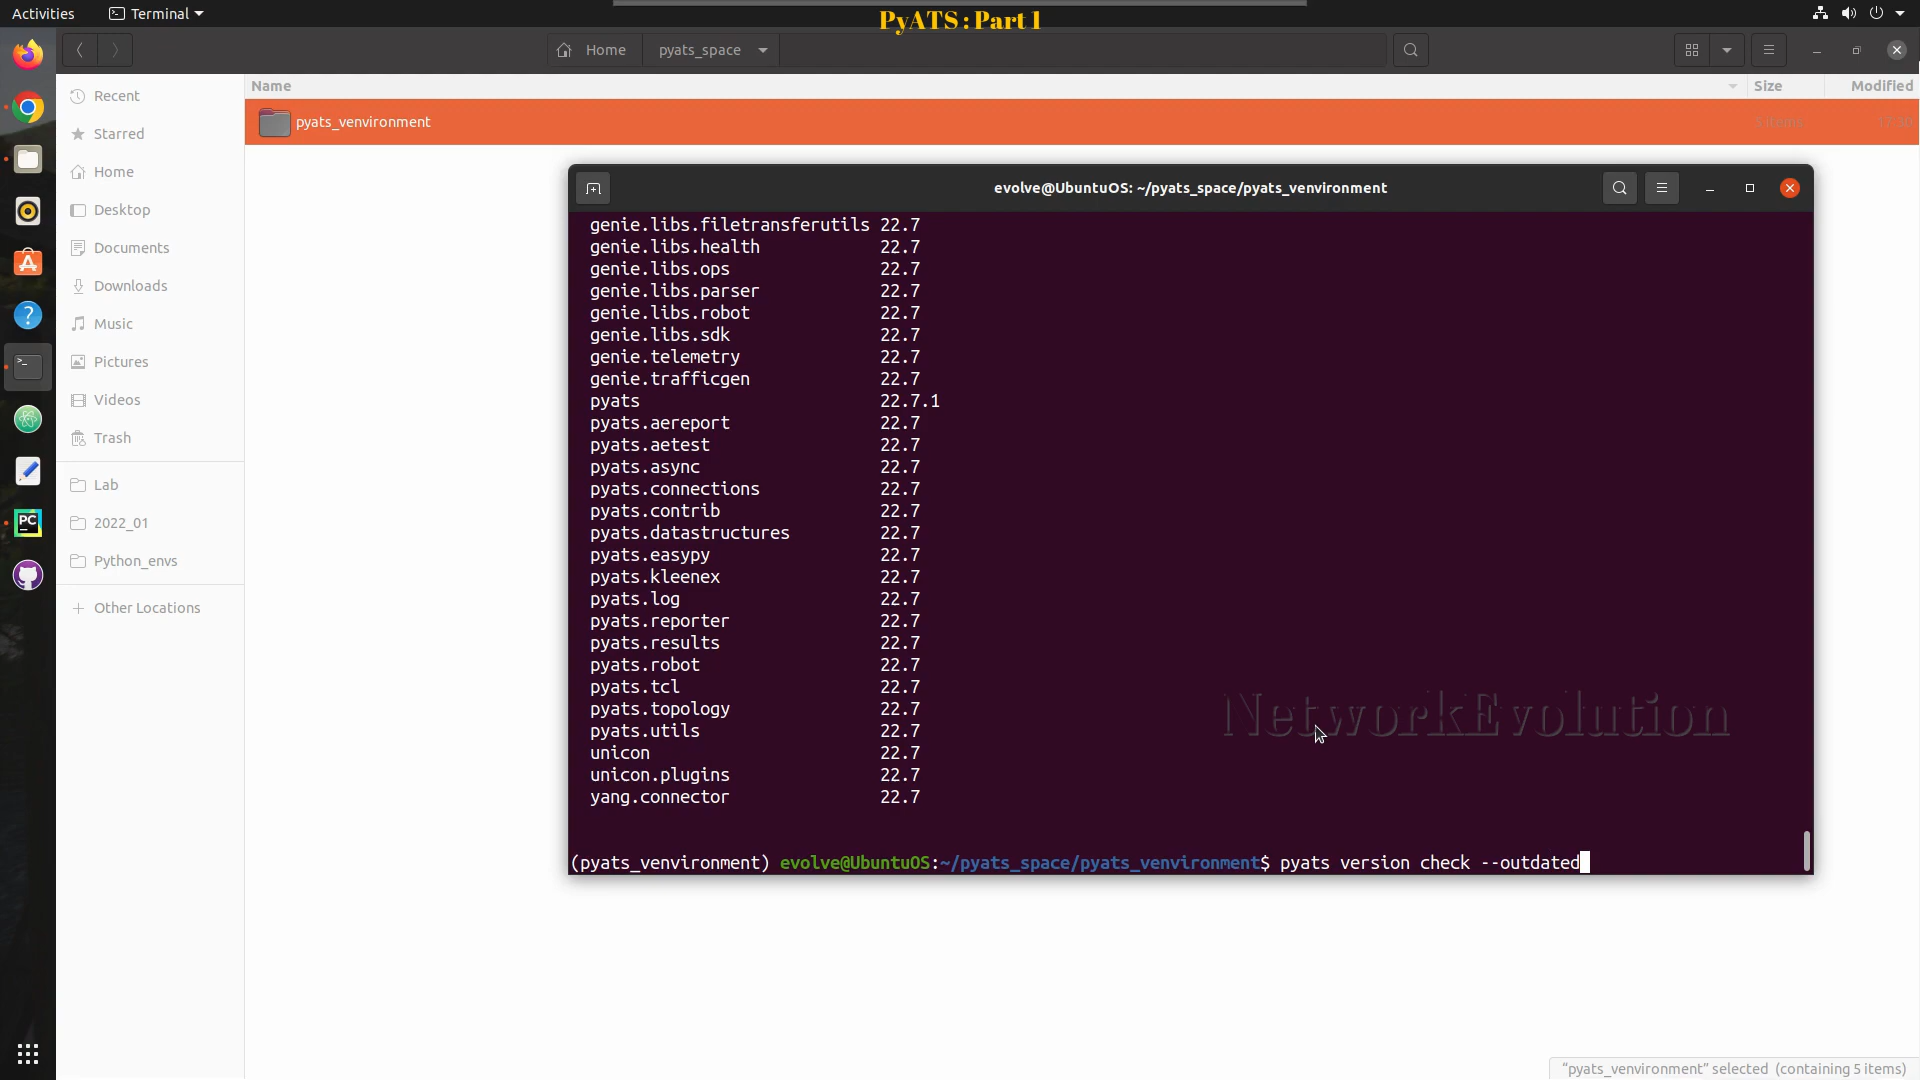 Activities
Terminal
PyATS : Part 1
Home
pyats_space
Name
Size
Modified
Recent
Starred
Home
Desktop
Documents
Downloads
Music
Pictures
Videos
Trash
Lab
2022_01
Python_envs
Other Locations
pyats_venvironment
5 items
evolve@UbuntuOS: ~/pyats_space/pyats_venvironment
genie.libs.filetransferutils 22.7
genie.libs.health 22.7
genie.libs.ops 22.7
genie.libs.parser 22.7
genie.libs.robot 22.7
genie.libs.sdk 22.7
genie.telemetry 22.7
genie.trafficgen 22.7
pyats 22.7.1
pyats.aereport 22.7
pyats.aetest 22.7
pyats.async 22.7
pyats.connections 22.7
pyats.contrib 22.7
pyats.datastructures 22.7
pyats.easypy 22.7
pyats.kleenex 22.7
pyats.log 22.7
pyats.reporter 22.7
pyats.results 22.7
pyats.robot 22.7
pyats.tcl 22.7
pyats.topology 22.7
pyats.utils 22.7
unicon 22.7
unicon.plugins 22.7
yang.connector 22.7
(pyats_venvironment) evolve@UbuntuOS:~/pyats_space/pyats_venvironment$ pyats version check --outdated
NetworkEvolution
PC
"pyats_venvironment" selected (containing 5 items)